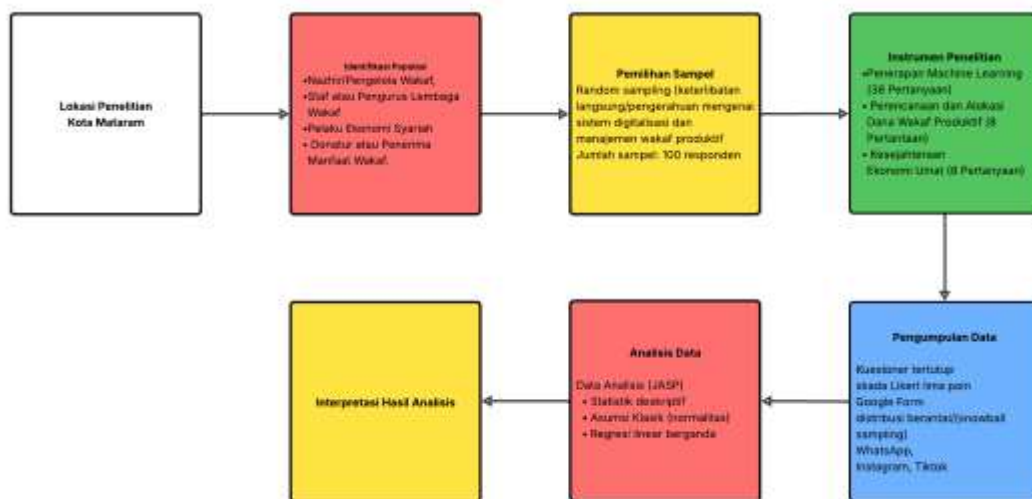 Lokasi Penelitian
Kota Mataram
Identifikasi Populasi
•Nazhir/Pengelola Wakaf,
•Staf atau Pengurus Lembaga
Wakaf
•Pelaku Ekonomi Syariah
• Donatur atau Penerima
Manfaat Wakaf.
Pemilihan Sampel
Random sampling (keterlibatan
langsung/pengerahuan mengenai
sistem digitalisasi dan
manajemen wakaf produktif
Jumlah sampel: 100 responden
Instrumen Penelitian
•Penerapan Machine Learning
(38 Pertanyaan)
• Perencanaan dan Alokasi
Dana Wakaf Produktif (8
Pertantaan)
• Kesejahteraan
Ekonomi Umat (8 Pertanyaan)
Pengumpulan Data
Kuesioner tertutup
skada Likert lima poin
Google Form
distribusi berantai/(snowball
sampling)
WhatsApp,
Instagram, Tiktok
Analisis Data
Data Analisis (JASP)
• Statistik deskriptif
• Asumsi Klasik (normalitas)
• Regresi linear berganda
Interpretasi Hasil Analisis